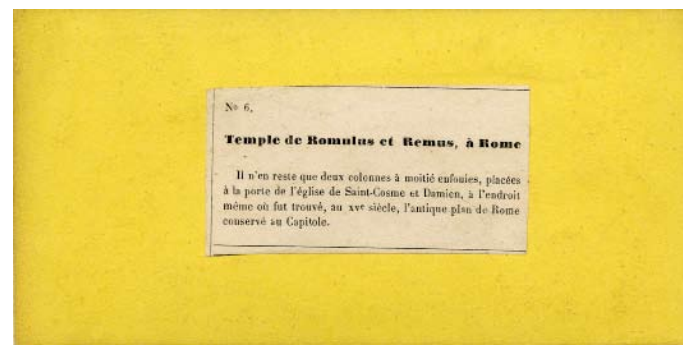 No 6.
Temple de Romulus et Remus, à Rome
Il n'en reste que deux colonnes à moitié enfouies, placées
à la porte de l'église de Saint-Cosme et Damien, à l'endroit
même où fut trouvé, au XVe siècle, l'antique plan de Rome
conservé au Capitole.